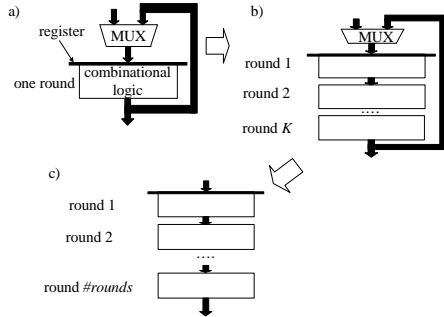 a)
MUX
register
one round
combinational
logic
b)
MUX
round 1
round 2
....
round K
c)
round 1
round 2
....
round #rounds